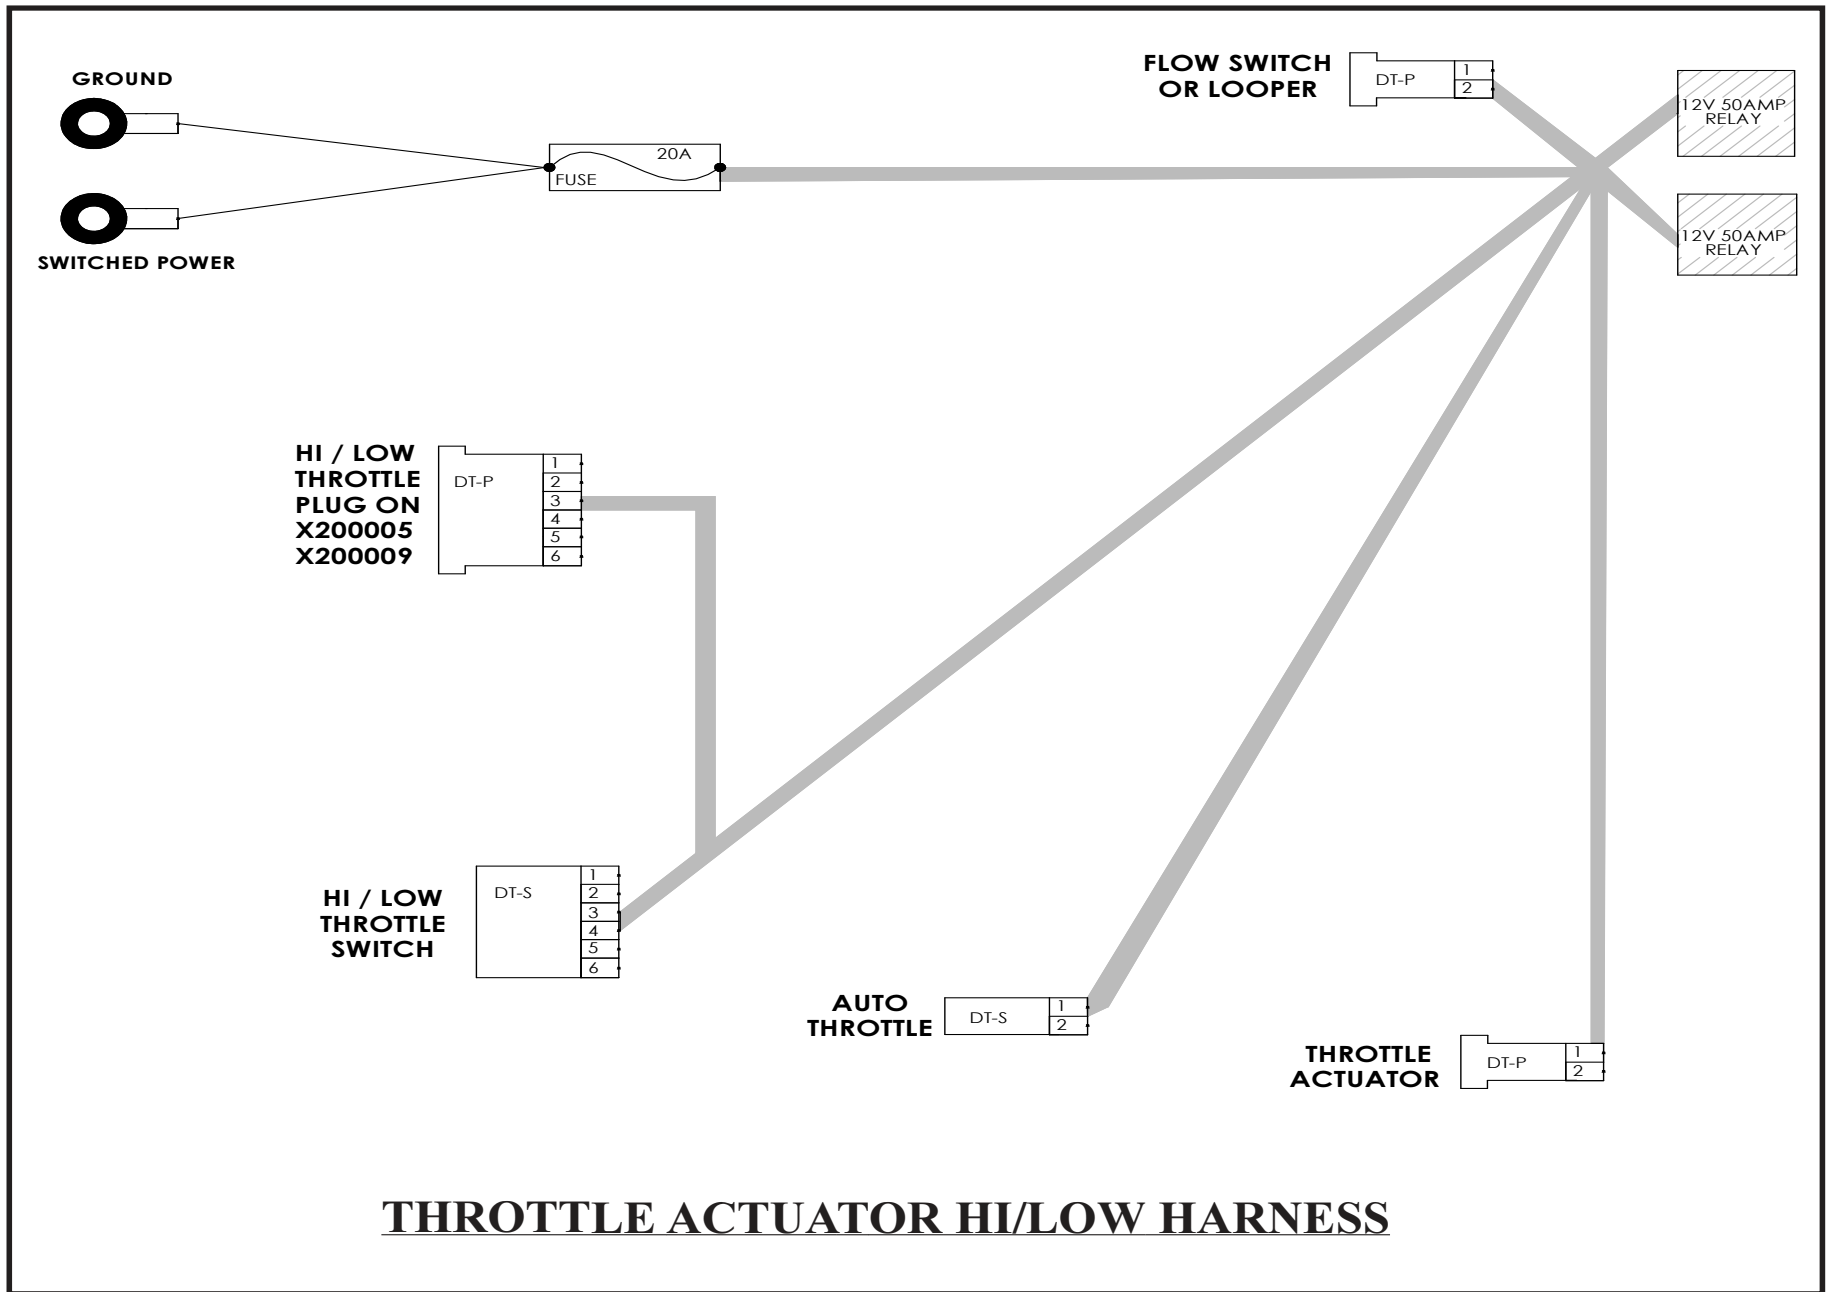 GROUND
SWITCHED POWER
20A
FUSE
FLOW SWITCH
OR LOOPER
DT-P
1
2
12V 50AMP
RELAY
12V 50AMP
RELAY
HI / LOW
THROTTLE
PLUG ON
X200005
X200009
DT-P
1
2
3
4
5
6
HI / LOW
THROTTLE
SWITCH
DT-S
1
2
3
4
5
6
AUTO
THROTTLE
DT-S
1
2
THROTTLE
ACTUATOR
DT-P
1
2
THROTTLE ACTUATOR HI/LOW HARNESS